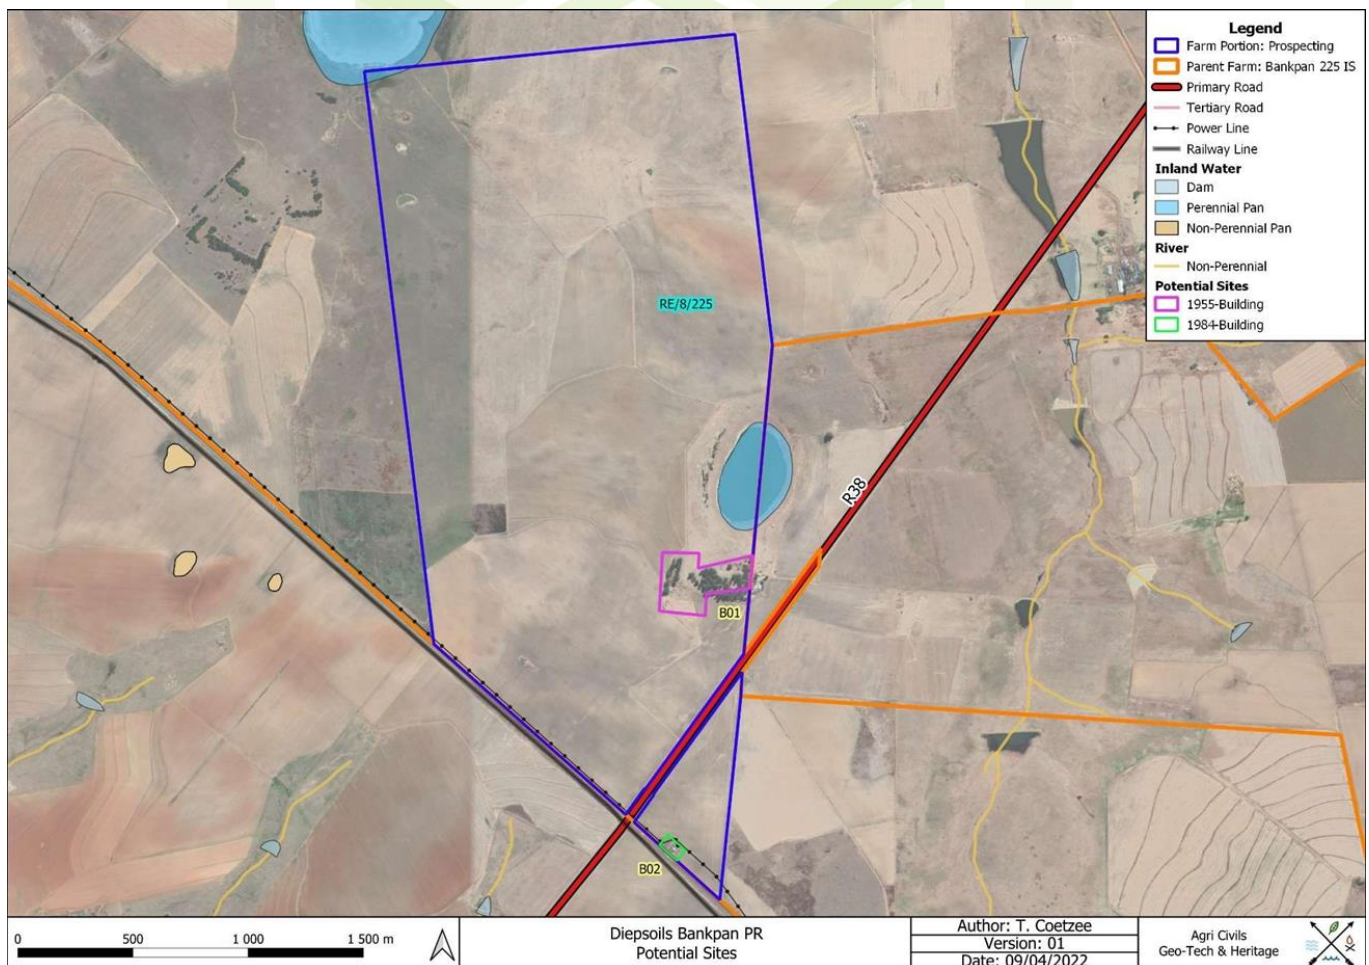 Legend
Farm Portion: Prospecting
Parent Farm: Bankpan 225 IS
Primary Road
Tertiary Road
Power Line
Railway Line
Inland Water
Dam
Perennial Pan
Non-Perennial Pan
River
Non-Perennial
Potential Sites
1955-Building
1984-Building
RE/8/225
R38
B01
B02
0 500 1 000 1 500 m
Diepsoils Bankpan PR
Potential Sites
Author: T. Coetzee
Version: 01
Date: 09/04/2022
Agri Civils
Geo-Tech & Heritage